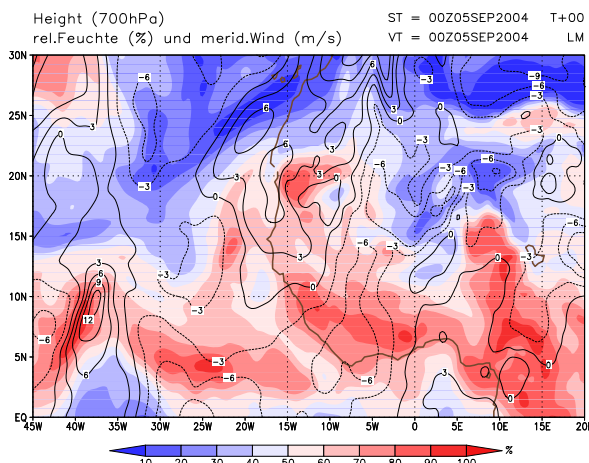 Height (700hPa) ST = 00Z05SEP2004 T+00
rel.Feuchte (%) und merid.Wind (m/s) VT = 00Z05SEP2004 LM
30N
25N
20N
15N
10N
5N
EQ
45W 40W 35W 30W 25W 20W 15W 10W 5W 0 5E 10E 15E 20E
10 20 30 40 50 60 70 80 90 100 %